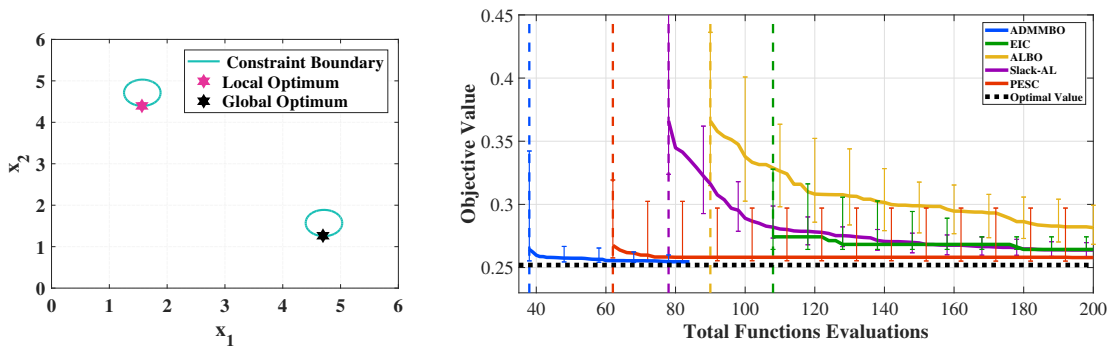 6
5
4
3
2
1
0
x2
0 1 2 3 4 5 6
x1
Constraint Boundary
Local Optimum
Global Optimum
0.45
0.4
0.35
0.3
0.25
Objective Value
40 60 80 100 120 140 160 180 200
Total Functions Evaluations
ADMMBO
EIC
ALBO
Slack-AL
PESC
Optimal Value